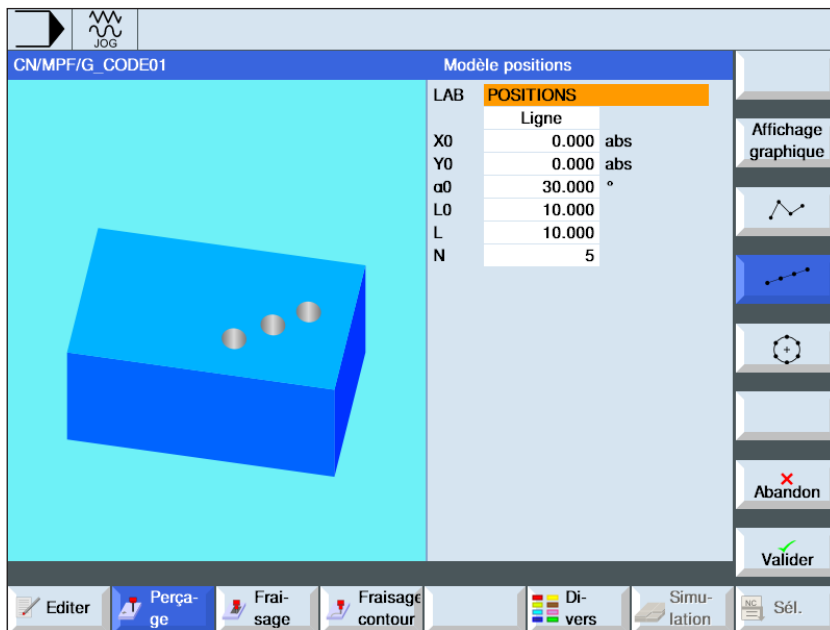 JOG
CN/MPF/G_CODE01
Modèle positions
LAB POSITIONS
Ligne
X0 0.000 abs
Y0 0.000 abs
α0 30.000 °
L0 10.000
L 10.000
N 5
Affichage
graphique
Abandon
Valider
Editer
Perça-
ge
Frai-
sage
Fraisage
contour
Di-
vers
Simu-
lation
NC
Sél.